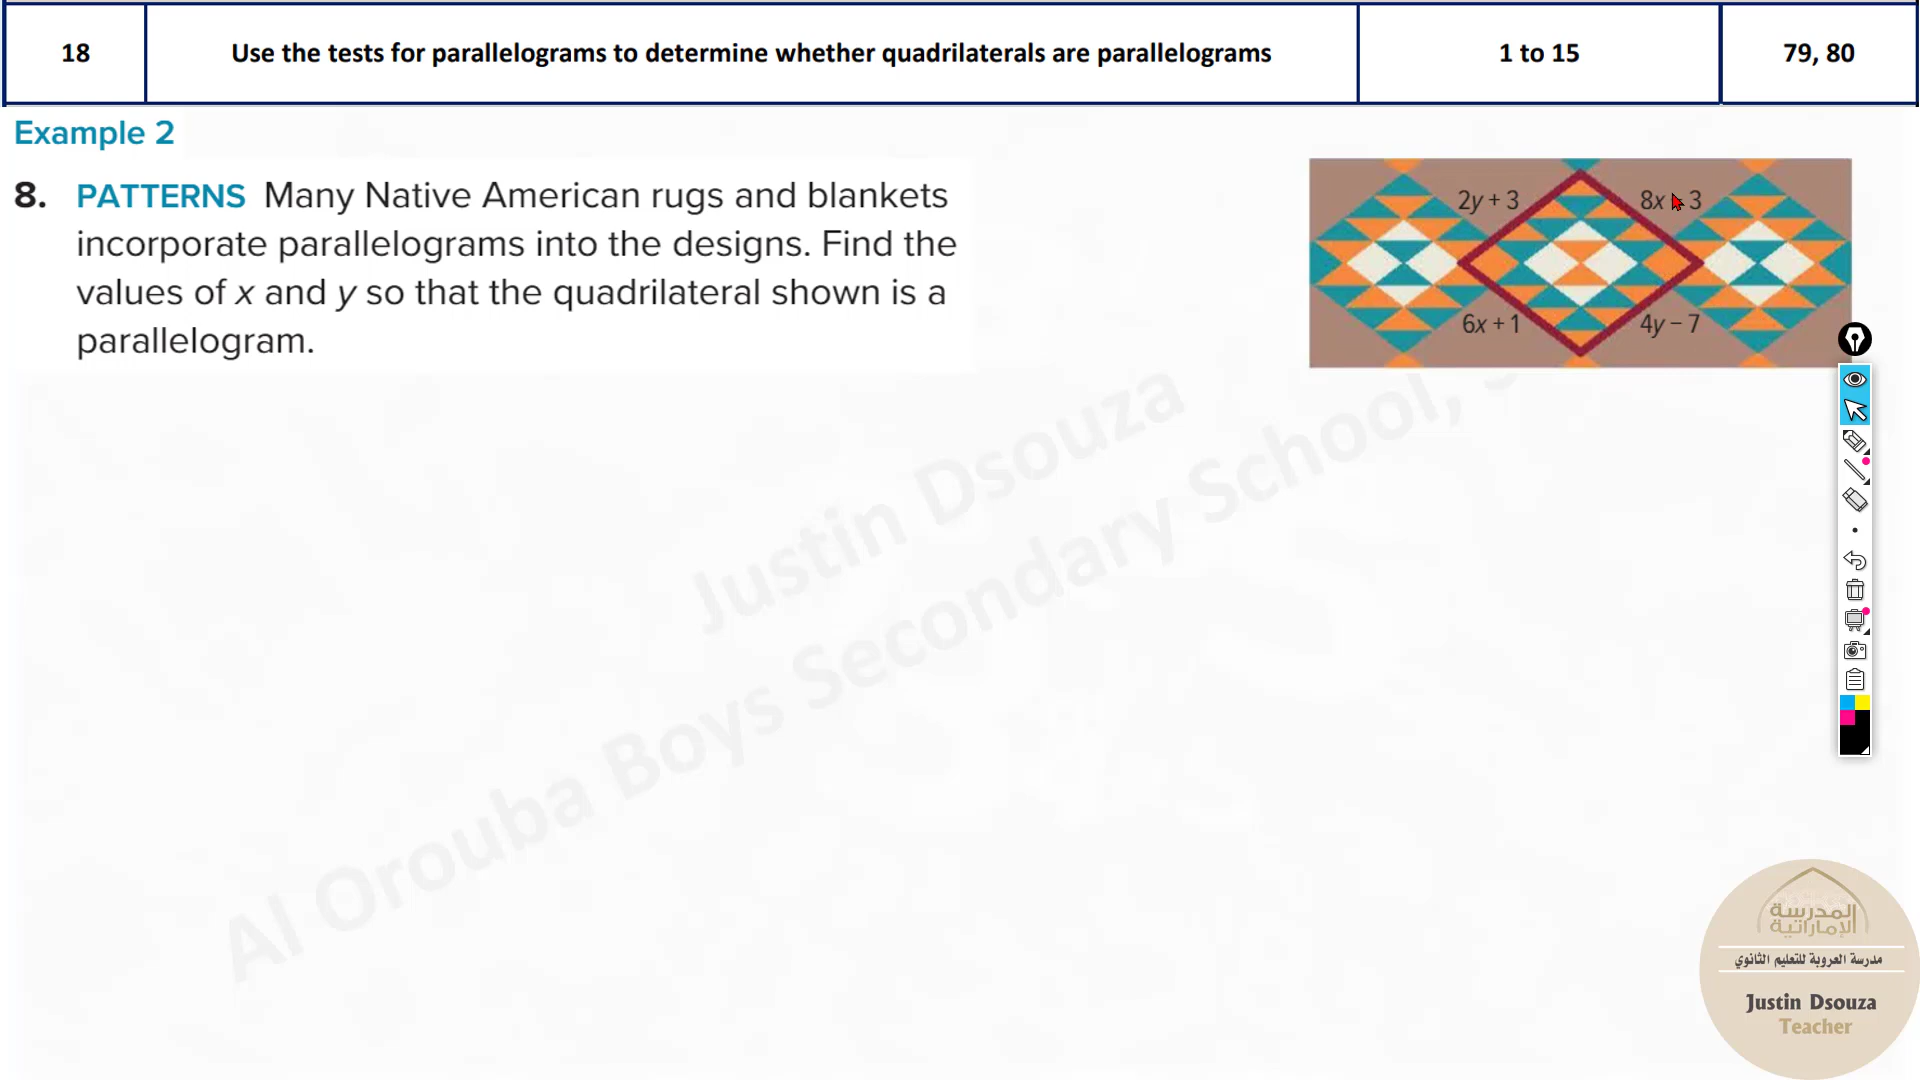 18
Use the tests for parallelograms to determine whether quadrilaterals are parallelograms
1 to 15
79, 80
Example 2
8. PATTERNS Many Native American rugs and blankets
incorporate parallelograms into the designs. Find the
values of x and y so that the quadrilateral shown is a
parallelogram.
2y + 3
8x 3
6x + 1
4y − 7
Justin Dsouza
Al Orouba Boys Secondary School,
المدرسة
الإماراتية
مدرسة العروبة للتعليم الثانوي
Justin Dsouza
Teacher